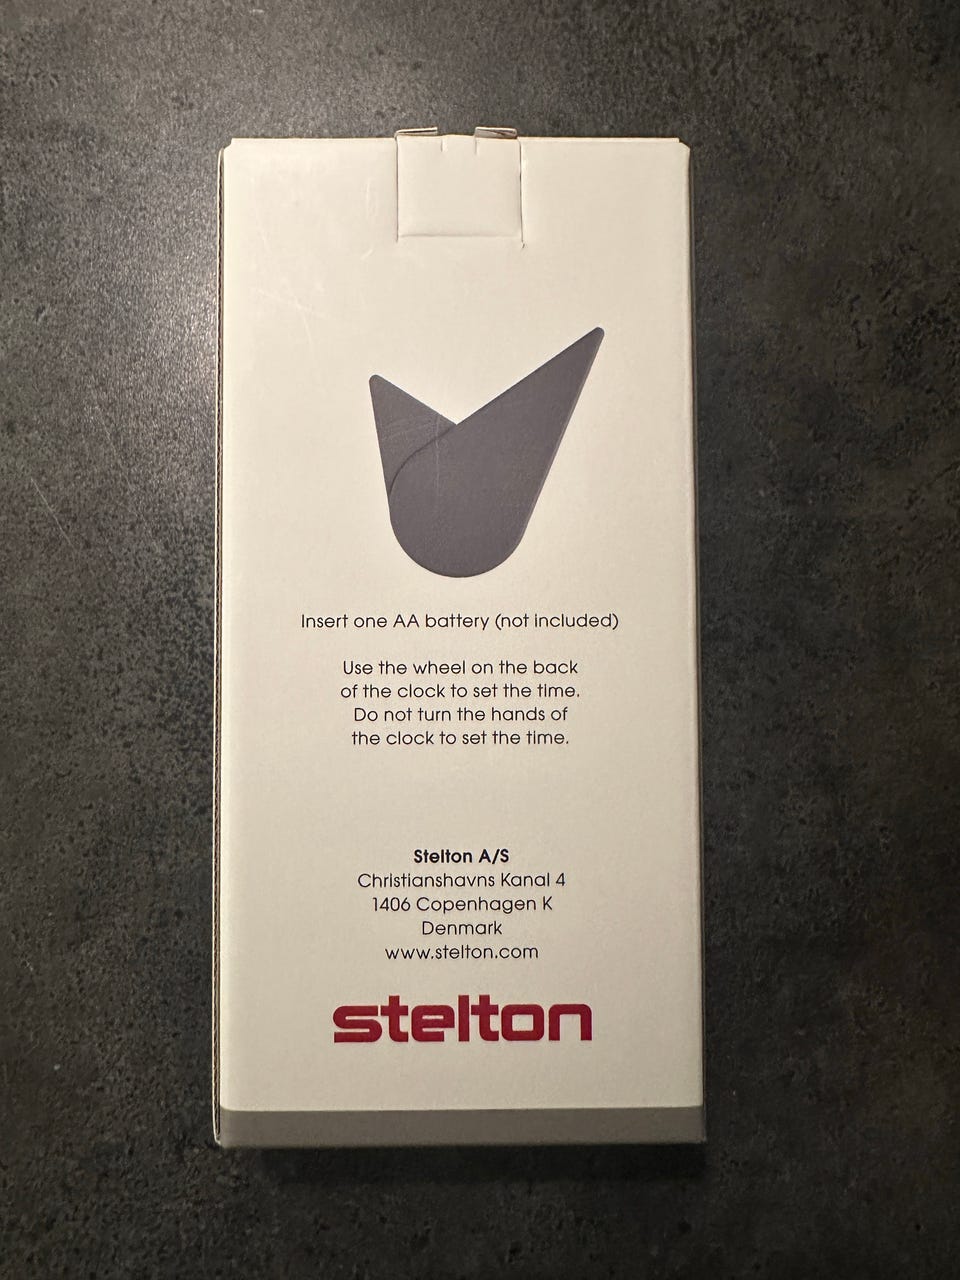 Insert one AA battery (not included)
Use the wheel on the back
of the clock to set the time.
Do not turn the hands of
the clock to set the time.
Stelton A/S
Christianshavns Kanal 4
1406 Copenhagen K
Denmark
www.stelton.com
stelton